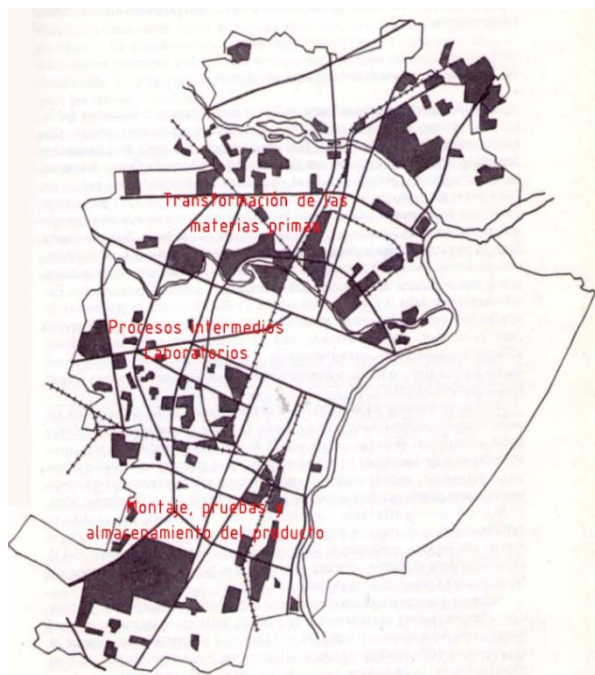 Transformación de las
materias primas
Procesos intermedios
Laboratorios
Montaje, pruebas y
almacenamiento del producto